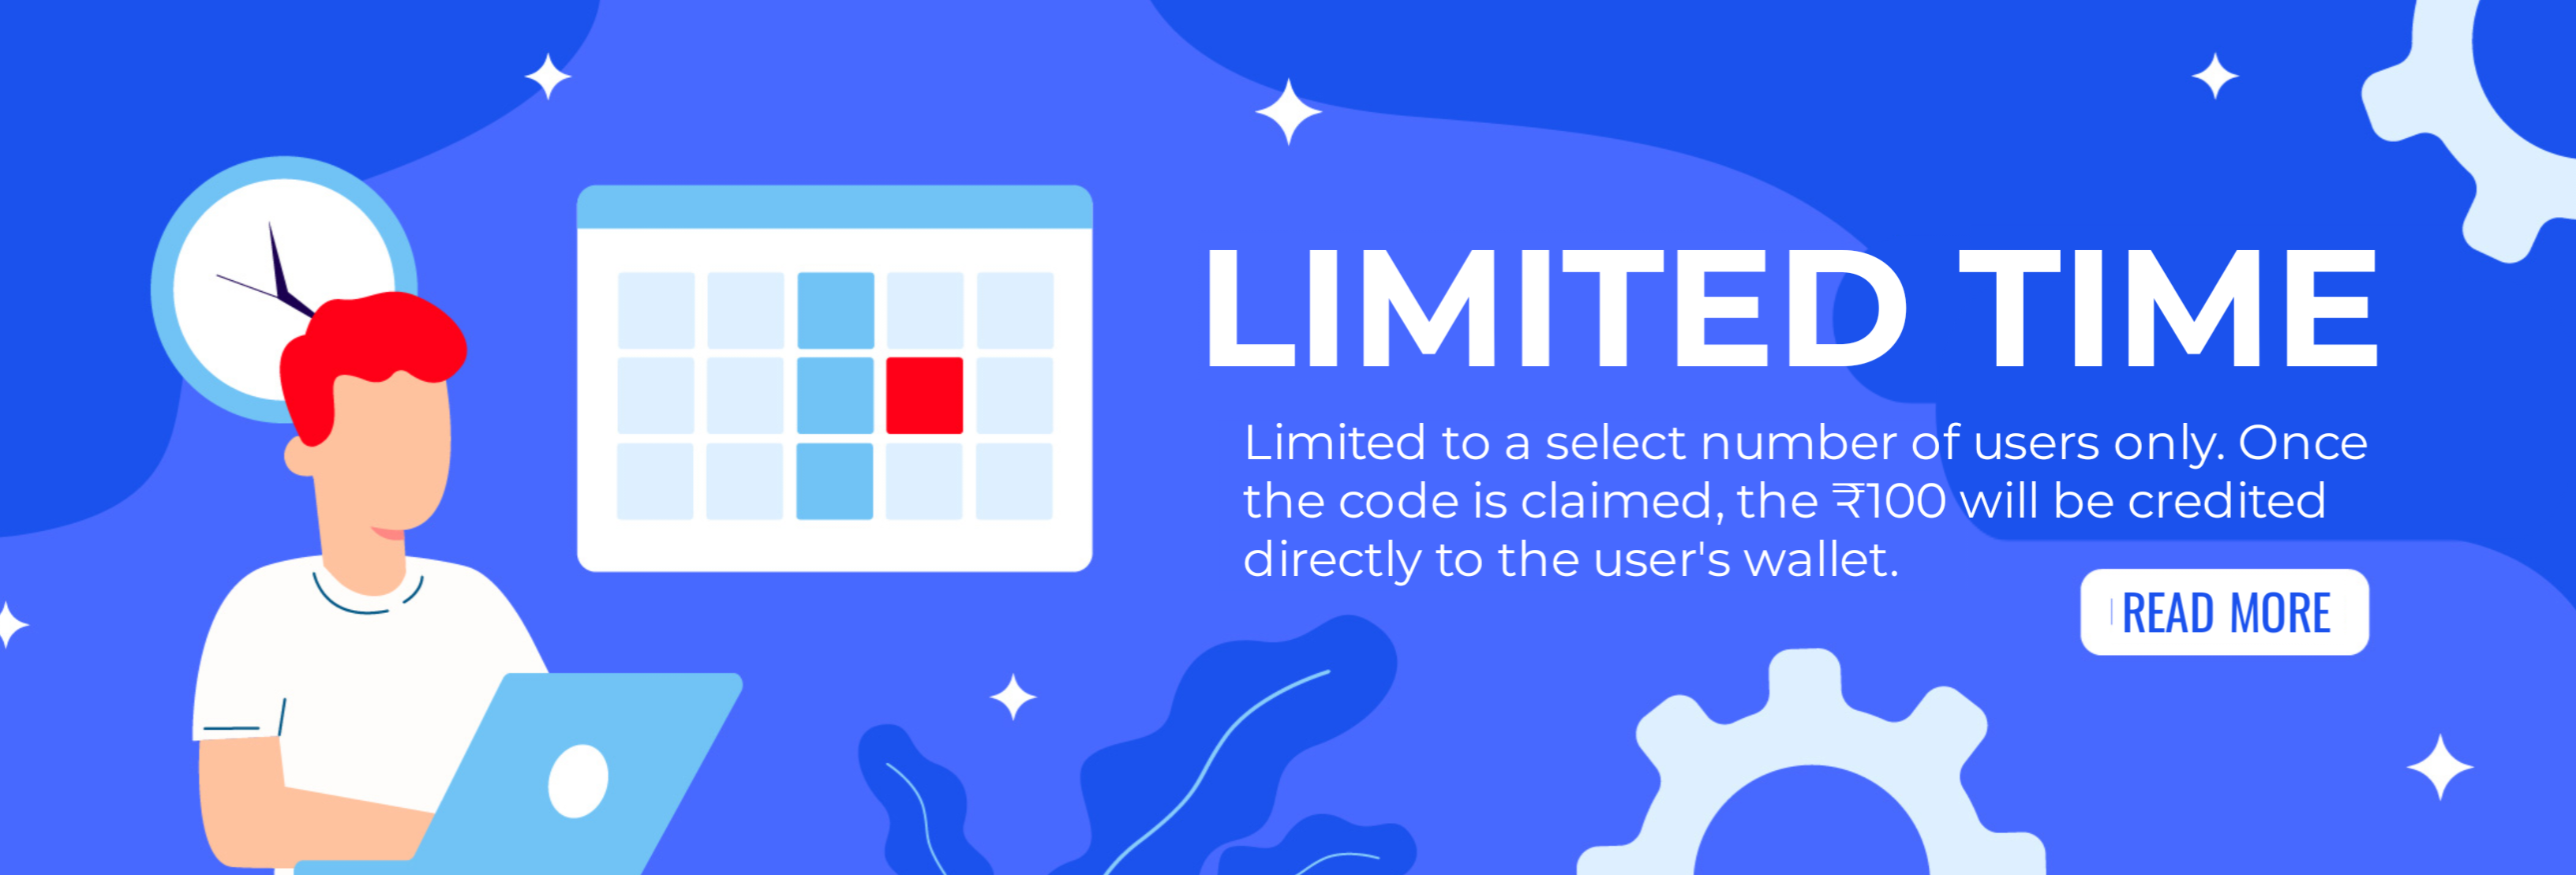 LIMITED TIME
Limited to a select number of users only. Once
the code is claimed, the ₹100 will be credited
directly to the user's wallet.
READ MORE